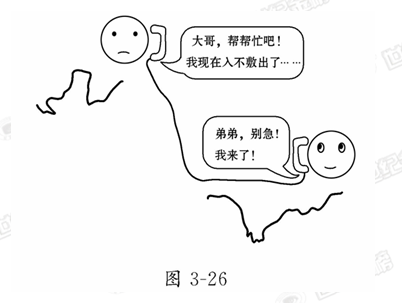 大哥，帮帮忙吧！
我现在入不敷出了……
弟弟，别急！
我来了！
图 3-26